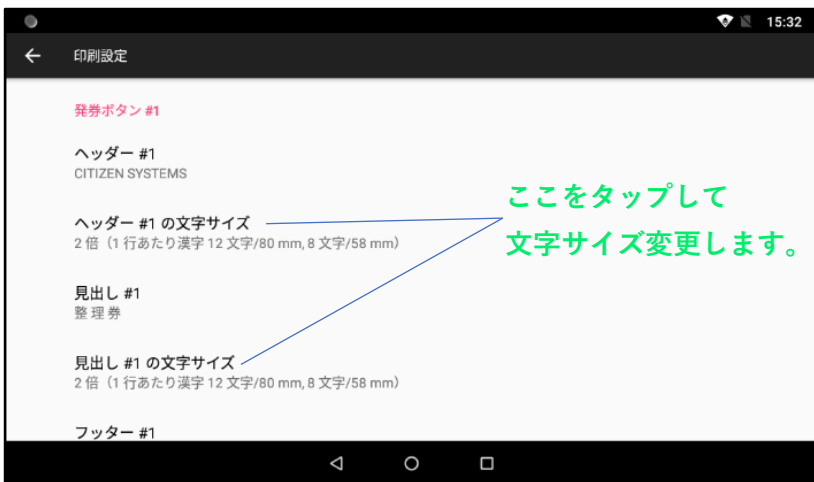 15:32
印刷設定
発券ボタン #1
ヘッダー #1
CITIZEN SYSTEMS
ヘッダー #1 の文字サイズ
2 倍（1 行あたり漢字 12 文字/80 mm, 8 文字/58 mm）
ここをタップして
文字サイズ変更します。
見出し #1
整 理 券
見出し #1 の文字サイズ
2 倍（1 行あたり漢字 12 文字/80 mm, 8 文字/58 mm）
フッター #1